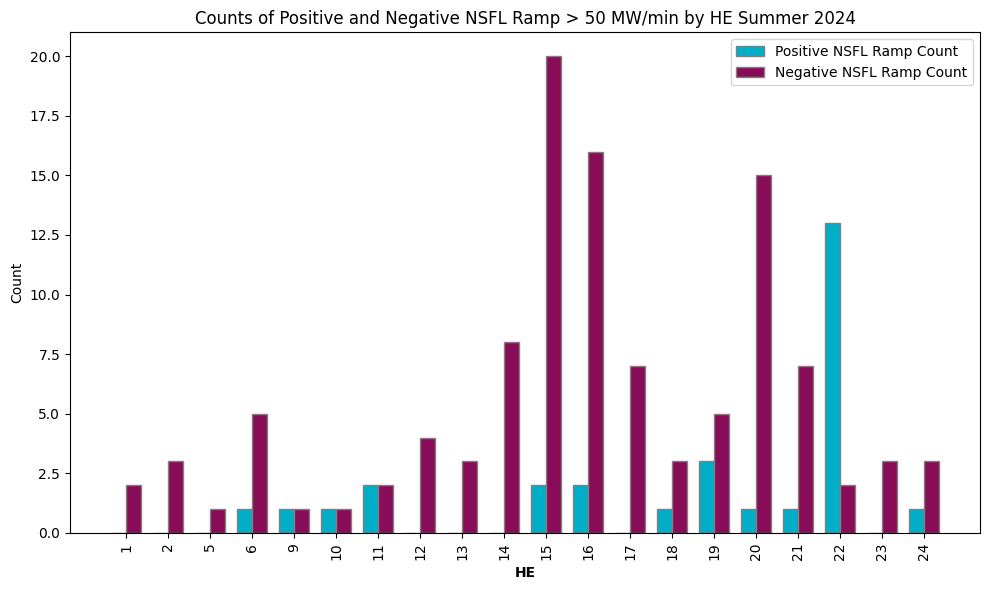 Counts of Positive and Negative NSFL Ramp > 50 MW/min by HE Summer 2024
Positive NSFL Ramp Count
Negative NSFL Ramp Count
20.0
17.5
15.0
12.5
10.0
7.5
5.0
2.5
0.0
Count
1 2 5 6 9 10 11 12 13 14 15 16 17 18 19 20 21 22 23 24
HE